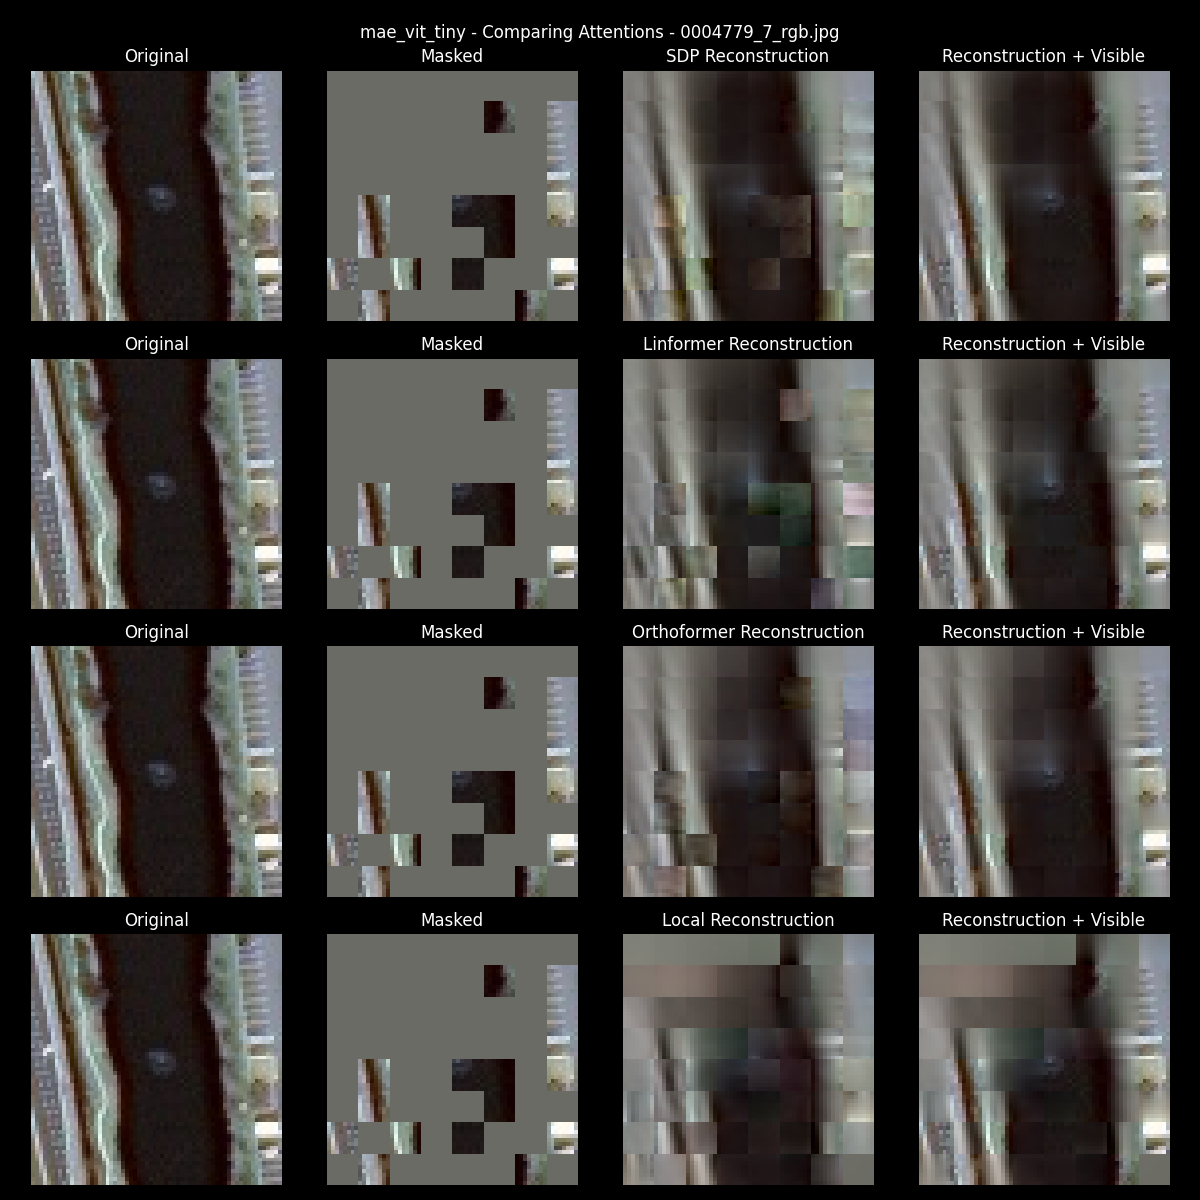 mae_vit_tiny - Comparing Attentions - 0004779_7_rgb.jpg
Original Masked SDP Reconstruction Reconstruction + Visible
Original Masked Linformer Reconstruction Reconstruction + Visible
Original Masked Orthoformer Reconstruction Reconstruction + Visible
Original Masked Local Reconstruction Reconstruction + Visible